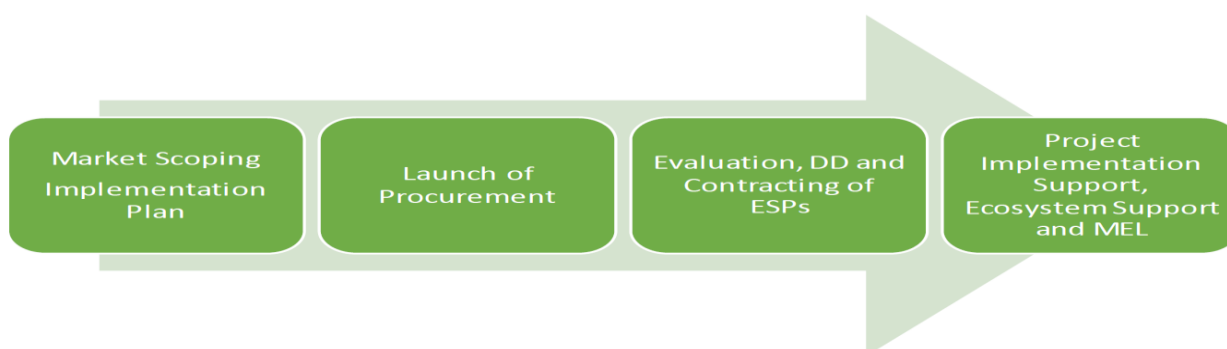 Market Scoping
Implementation
Plan
Launch of
Procurement
Evaluation, DD and
Contracting of
ESPs
Project
Implementation
Support,
Ecosystem Support
and MEL